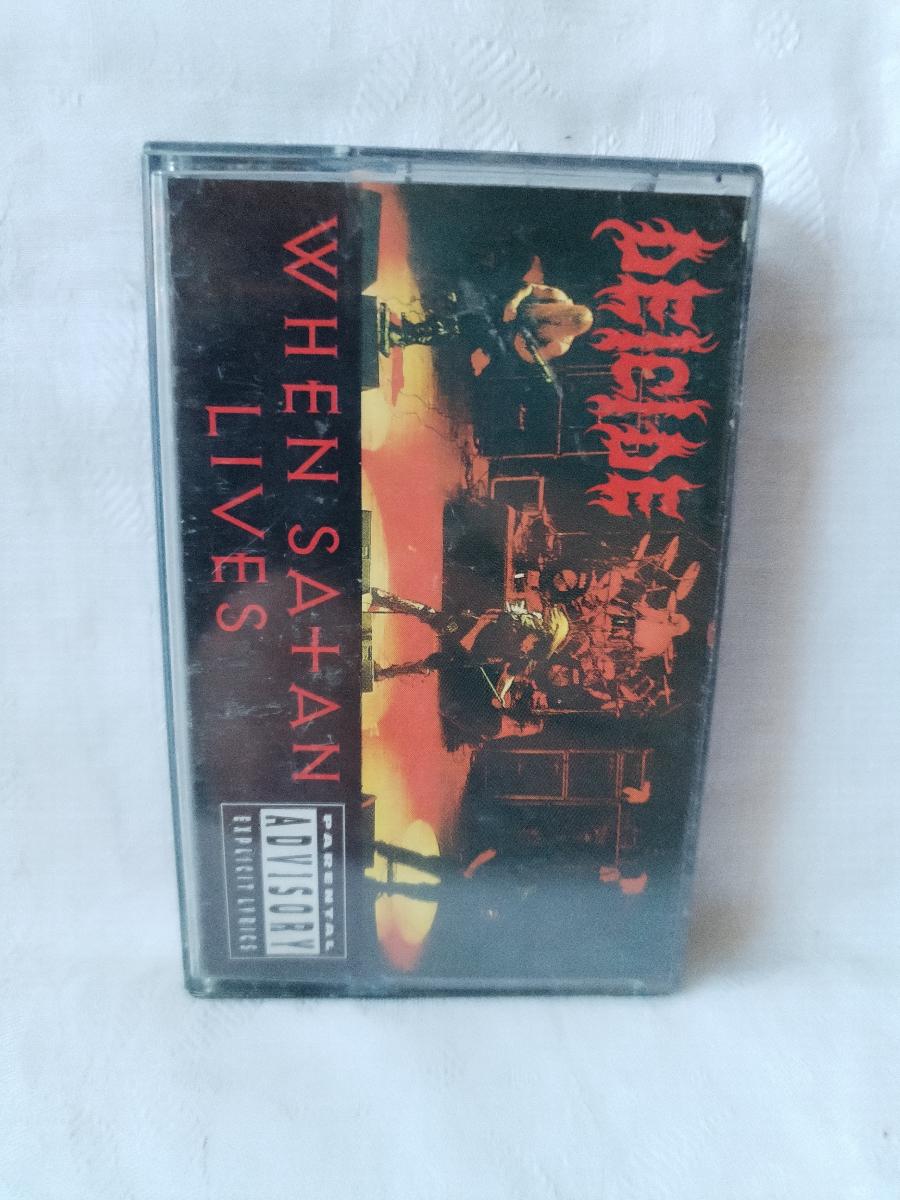 DEICIDE
WHEN SATAN
LIVES
PARENTAL
ADVISORY
EXPLICIT LYRICS